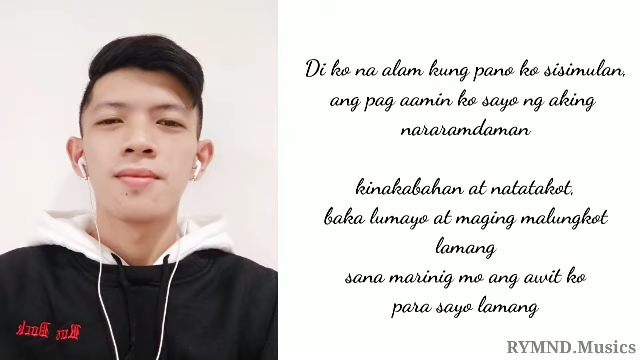 Di ko na alam kung pano ko sisimulan,
ang pag aamin ko sayo ng aking
nararamdaman
kinakabahan at natatakot,
baka lumayo at maging malungkot
lamang
sana marinig mo ang awit ko
para sayo lamang
RYMND.Musics